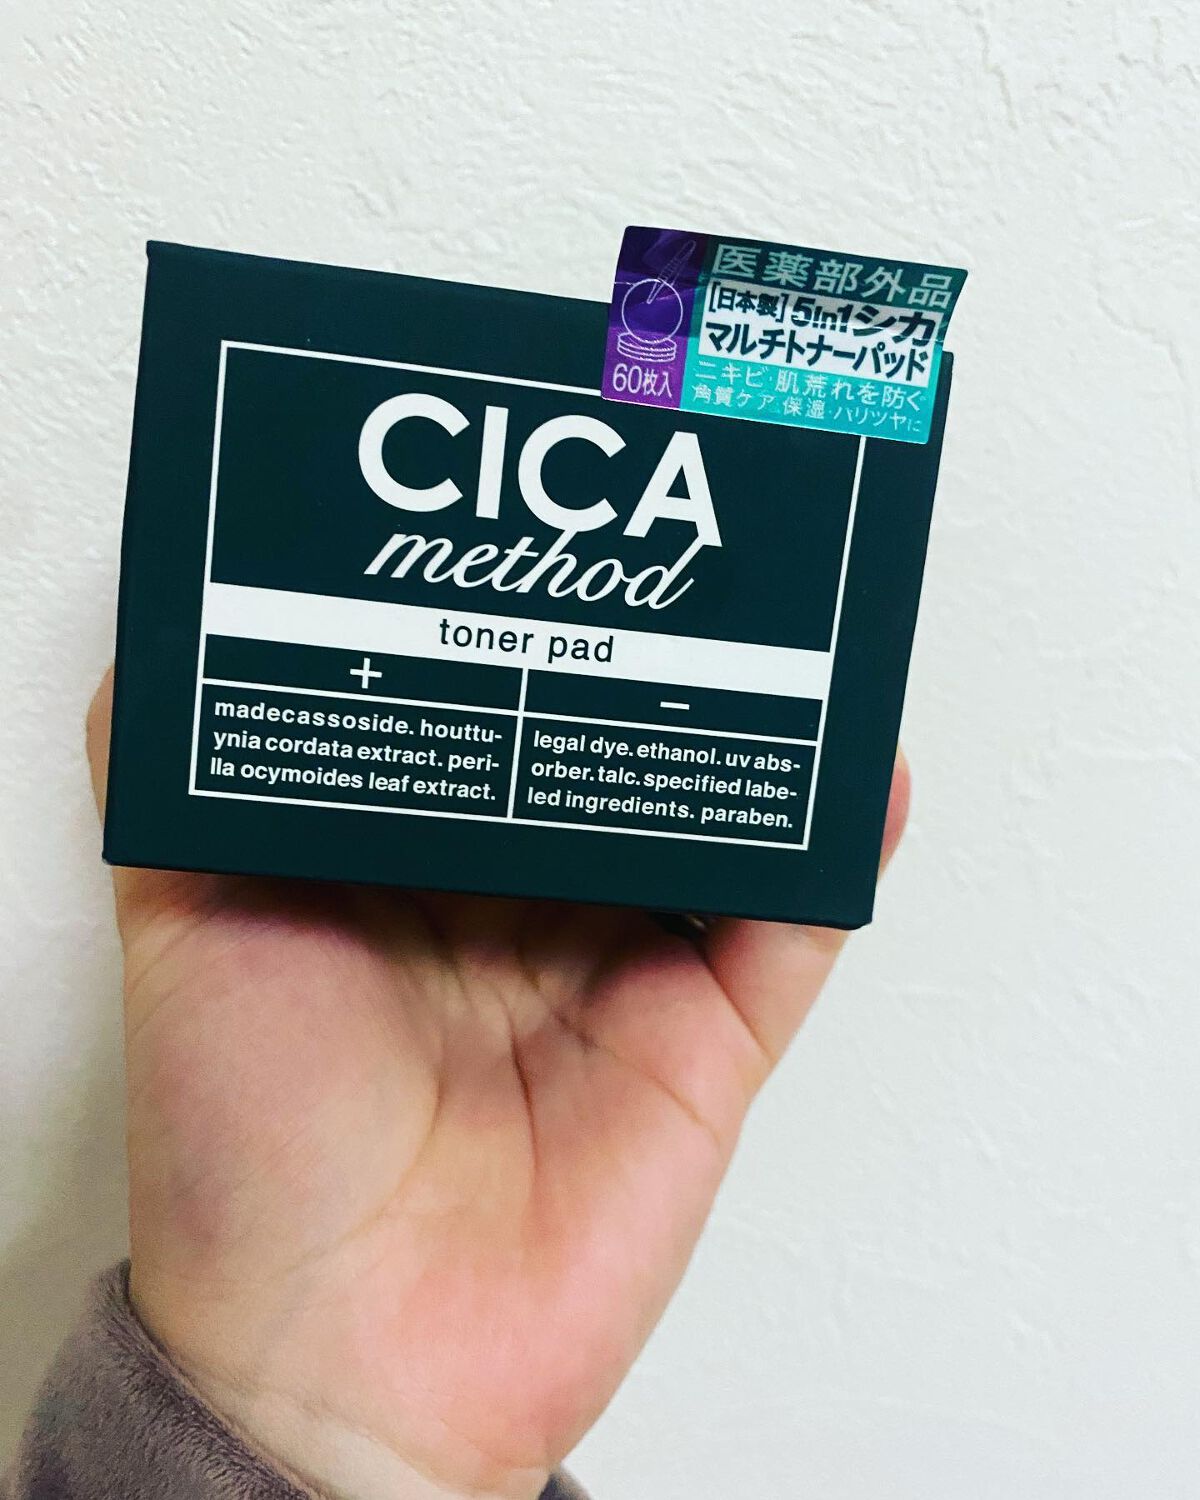 医薬部外品
[日本製]5in1シカ
マルチトナーパッド
60枚入
ニキビ・肌荒れを防ぐ
角質ケア・保湿・ハリツヤに
CICA
method
toner pad
+
madecassoside. houttu-
ynia cordata extract. peri-
lla ocymoides leaf extract.
−
legal dye. ethanol. uv abs-
orber. talc. specified labe-
led ingredients. paraben.